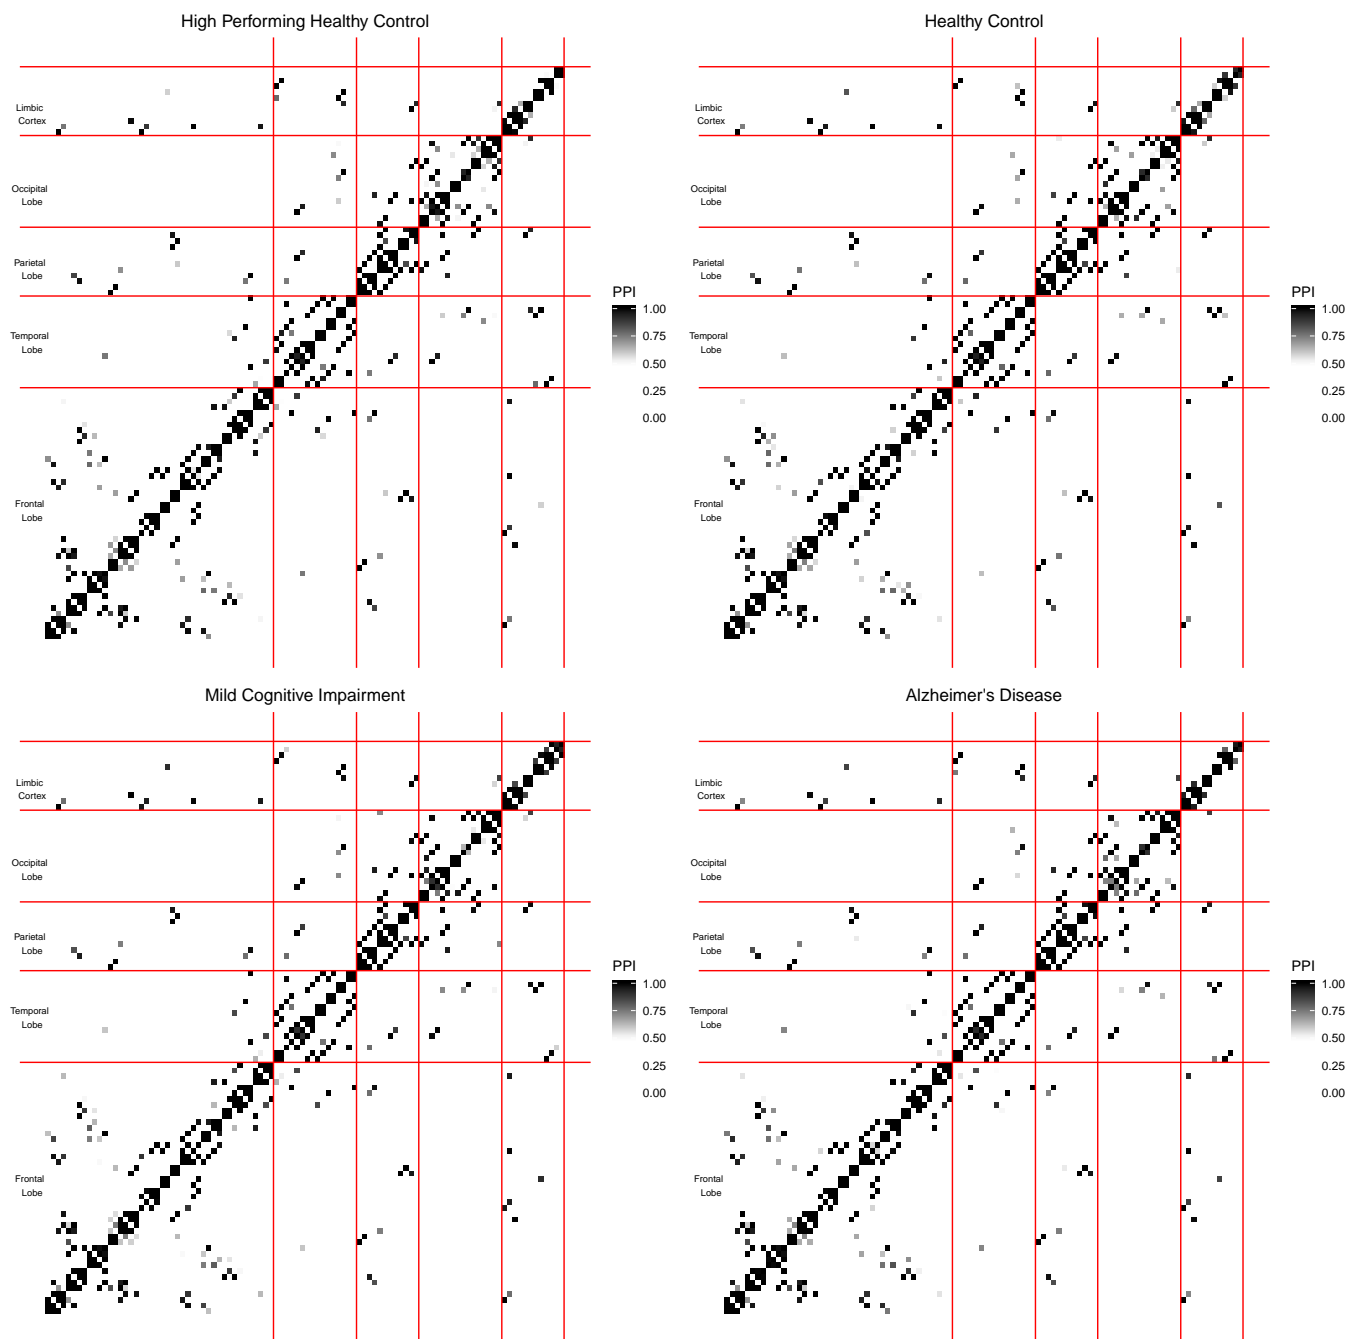 High Performing Healthy Control
Limbic
Cortex
Occipital
Lobe
Parietal
Lobe
Temporal
Lobe
Frontal
Lobe
PPI
1.00
0.75
0.50
0.25
0.00
Healthy Control
Limbic
Cortex
Occipital
Lobe
Parietal
Lobe
Temporal
Lobe
Frontal
Lobe
PPI
1.00
0.75
0.50
0.25
0.00
Mild Cognitive Impairment
Limbic
Cortex
Occipital
Lobe
Parietal
Lobe
Temporal
Lobe
Frontal
Lobe
PPI
1.00
0.75
0.50
0.25
0.00
Alzheimer's Disease
Limbic
Cortex
Occipital
Lobe
Parietal
Lobe
Temporal
Lobe
Frontal
Lobe
PPI
1.00
0.75
0.50
0.25
0.00